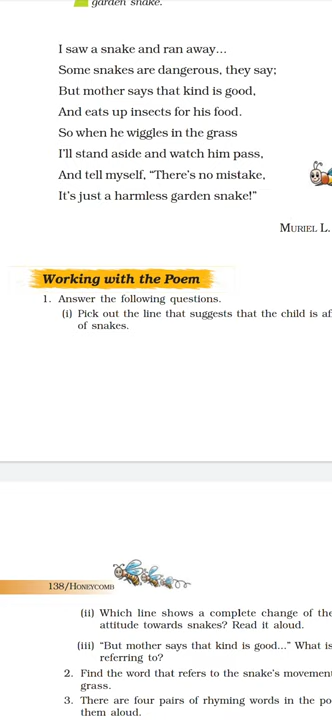 garden snake.
I saw a snake and ran away...
Some snakes are dangerous, they say;
But mother says that kind is good,
And eats up insects for his food.
So when he wiggles in the grass
I'll stand aside and watch him pass,
And tell myself, “There's no mistake,
It's just a harmless garden snake!”
MURIEL L.
Working with the Poem
1. Answer the following questions.
(i) Pick out the line that suggests that the child is
of snakes.
138/HONEYCOMB
(ii) Which line shows a complete change of
attitude towards snakes? Read it aloud.
(iii) “But mother says that kind is good...” What is
referring to?
2. Find the word that refers to the snake's
grass.
3. There are four pairs of rhyming words in the
them aloud.